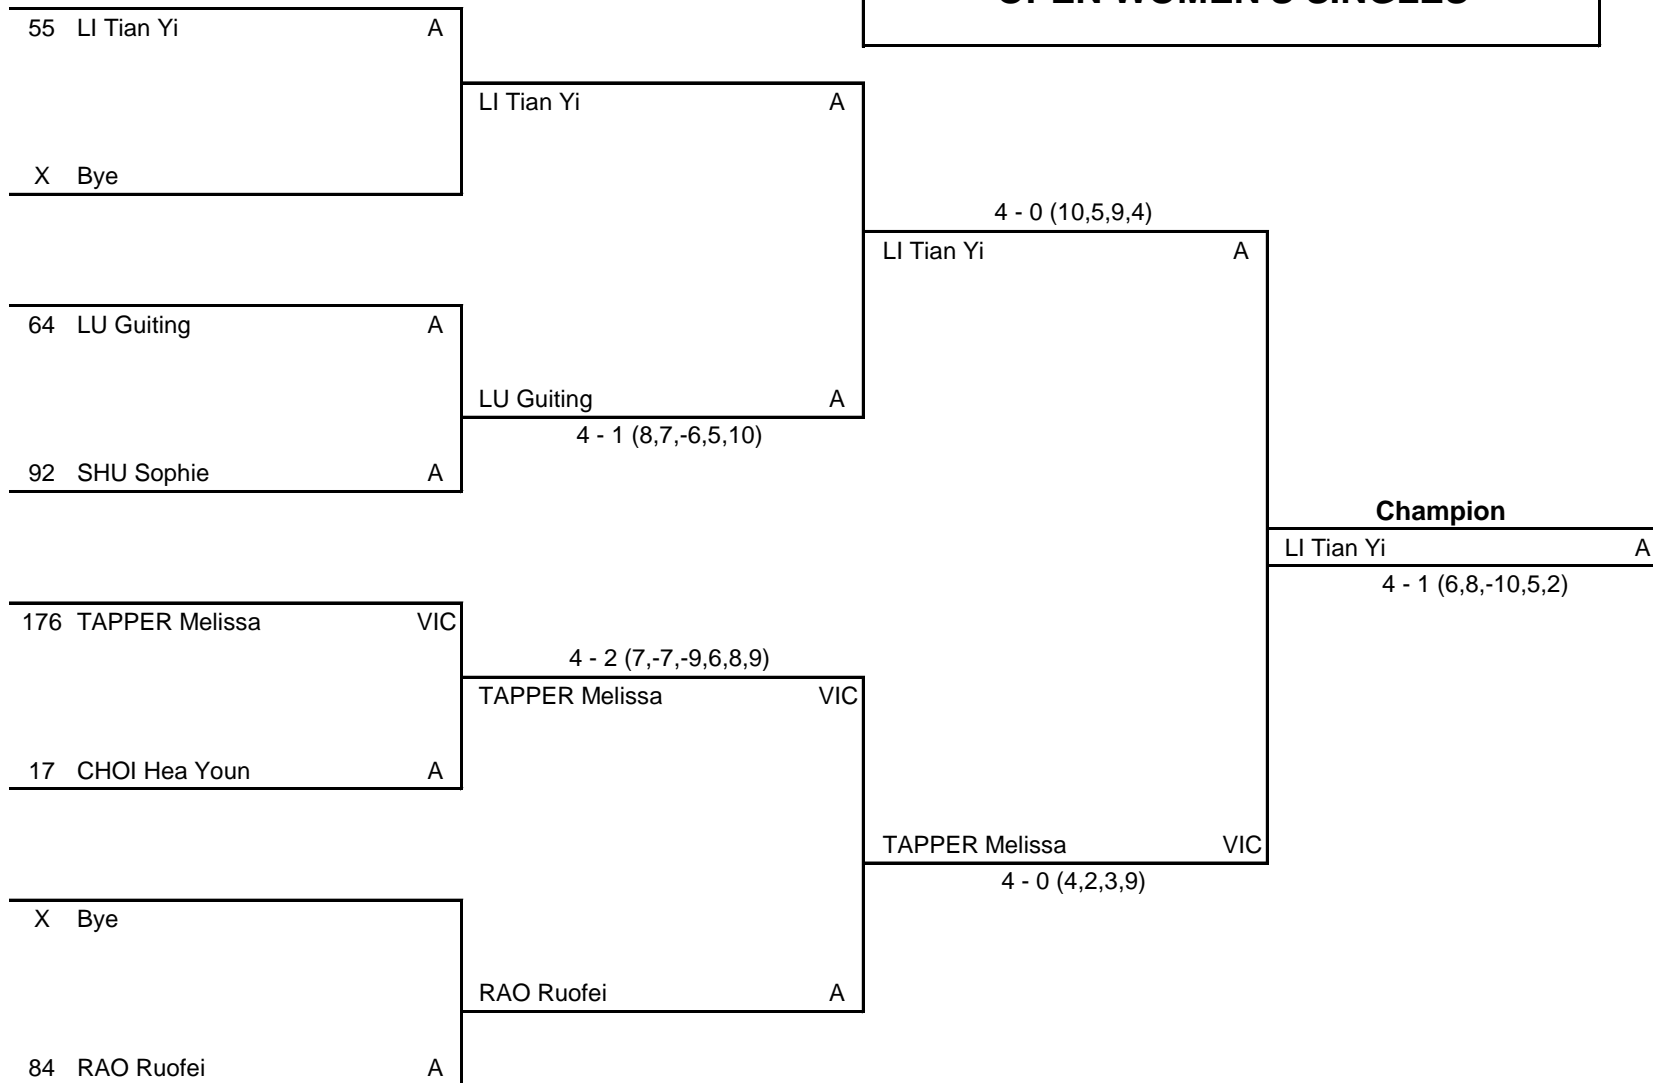 OPEN WOMEN'S SINGLES
55 LI Tian Yi A
LI Tian Yi A
X Bye
4 - 0 (10,5,9,4)
LI Tian Yi A
64 LU Guiting A
LU Guiting A
4 - 1 (8,7,-6,5,10)
92 SHU Sophie A
Champion
LI Tian Yi A
4 - 1 (6,8,-10,5,2)
176 TAPPER Melissa VIC
4 - 2 (7,-7,-9,6,8,9)
TAPPER Melissa VIC
17 CHOI Hea Youn A
TAPPER Melissa VIC
4 - 0 (4,2,3,9)
X Bye
RAO Ruofei A
84 RAO Ruofei A